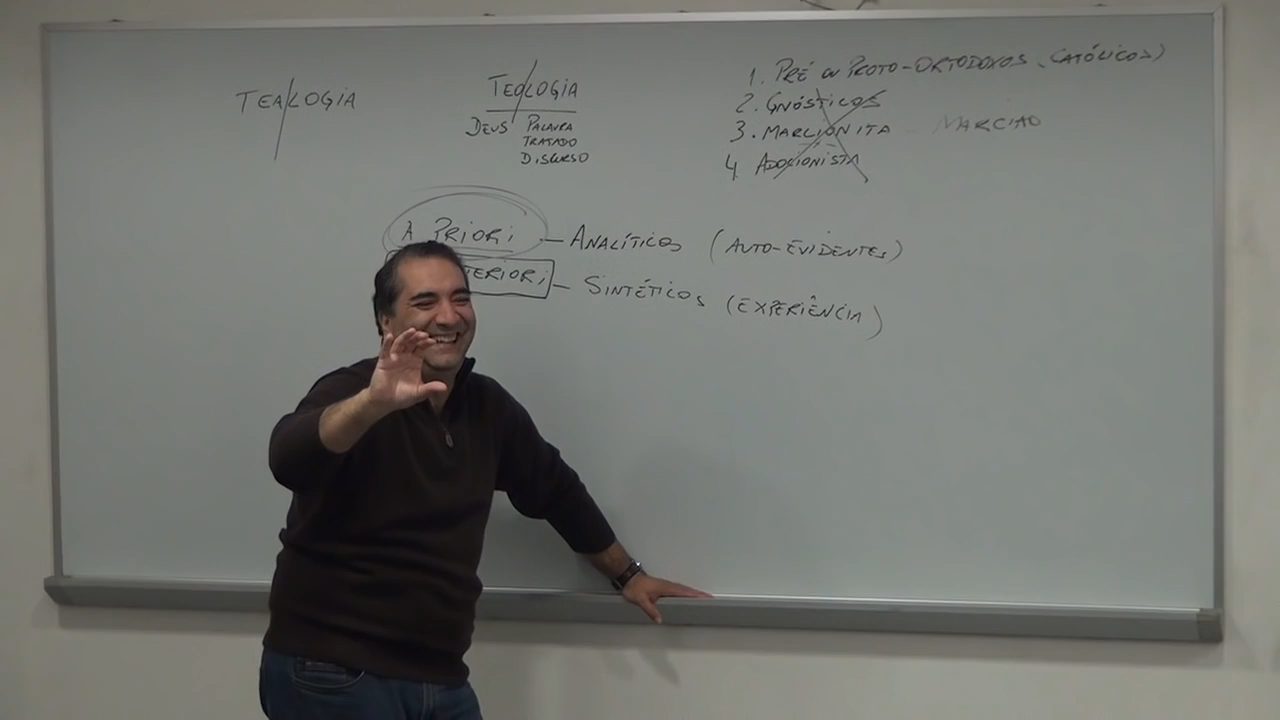 TEALOGIA
TEOLOGIA
DEUS PALAVRA
TRATADO
DISCURSO
1. PRÉ OU PROTO-ORTODOXOS (CATÓLICOS)
2. GNÓSTICOS
3. MARCIONITA MARCIÃO
4 ADOCIONISTA
A PRIORI — ANALÍTICOS (AUTO-EVIDENTES)
TERIORI — SINTÉTICOS (EXPERIÊNCIA)